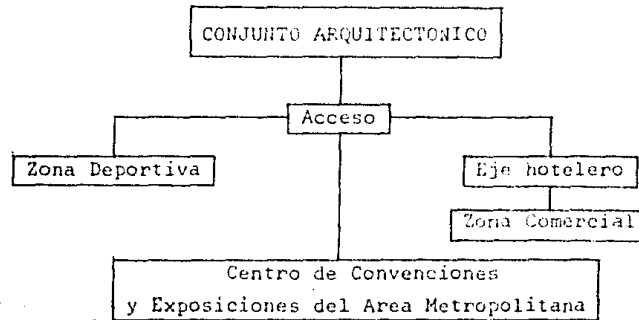 CONJUNTO ARQUITECTONICO
Acceso
Zona Deportiva
Eje hotelero
Zona Comercial
Centro de Convenciones
y Exposiciones del Area Metropolitana